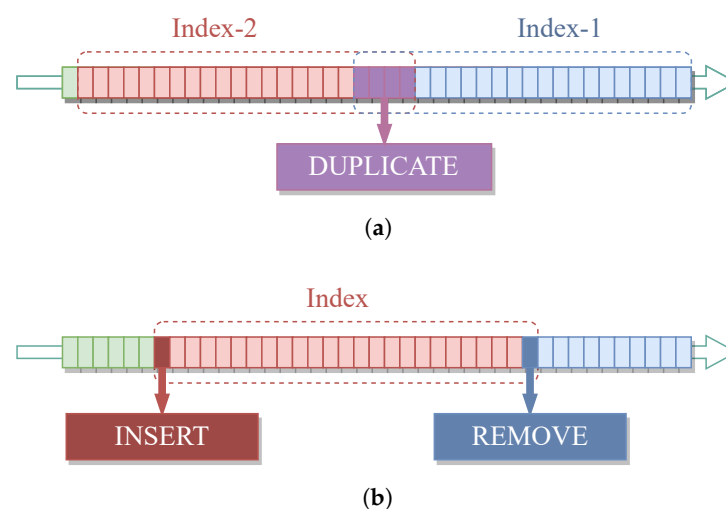 Index-2 Index-1
DUPLICATE
(a)
Index
INSERT REMOVE
(b)